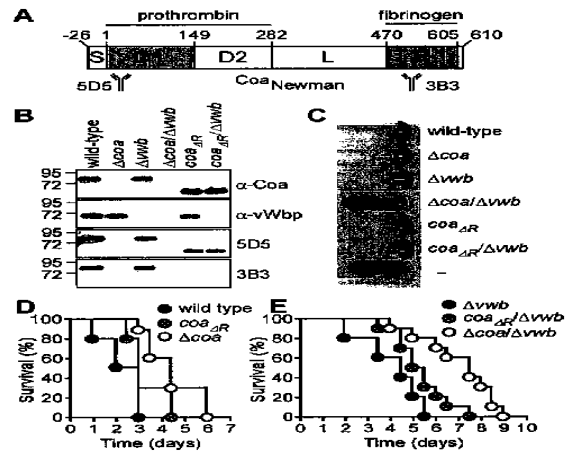 A prothrombin fibrinogen
-26 1 149 282 470 605 610
S D2 L
5D5 Coa Newman 3B3
B
wild-type Δcoa Δvwb Δcoa/Δvwb coaΔR coaΔR/Δvwb
95
72 α-Coa
95
72 α-vWbp
95
72 5D5
95
72 3B3
C
wild-type
Δcoa
Δvwb
Δcoa/Δvwb
coaΔR
coaΔR/Δvwb
–
D
wild type
coaΔR
Δcoa
Survival (%)
100
80
60
40
20
0
0 1 2 3 4 5 6 7
Time (days)
E
Δvwb
coaΔR/Δvwb
Δcoa/Δvwb
Survival (%)
100
80
60
40
20
0
0 1 2 3 4 5 6 7 8 9 10
Time (days)